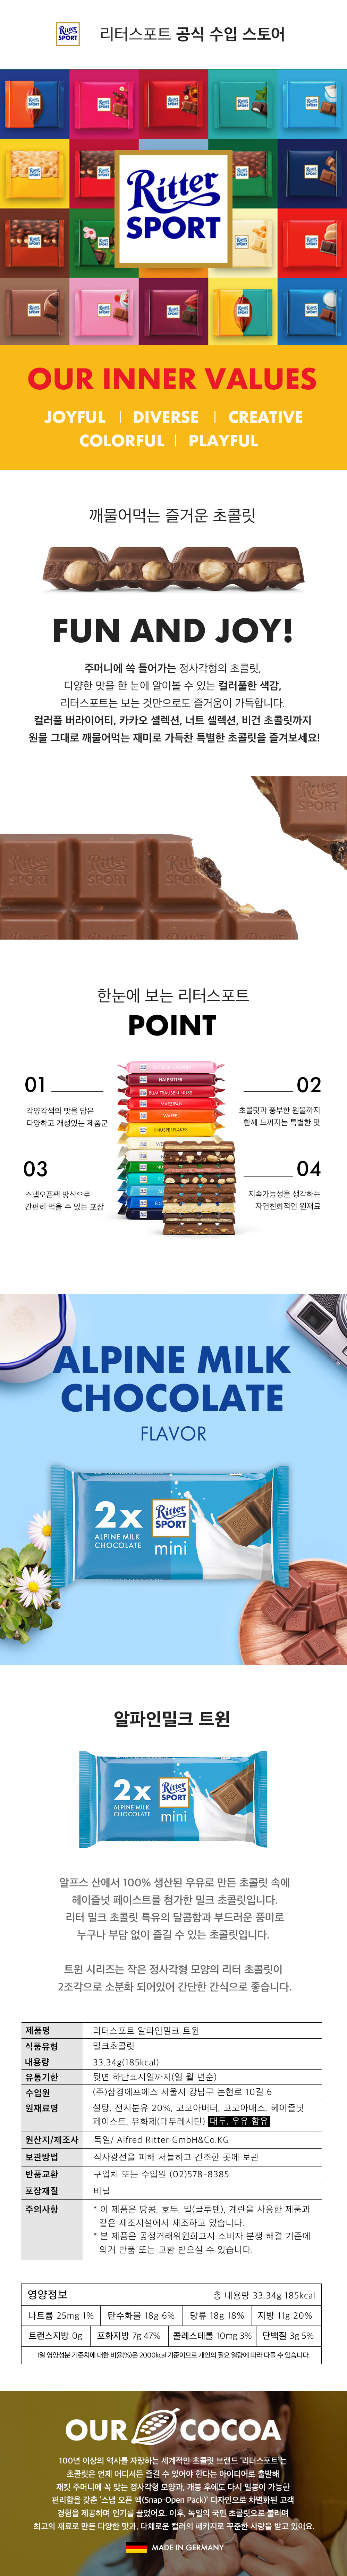 Ritter SPORT 리터스포트 공식 수입 스토어
Ritter
SPORT
OUR INNER VALUES
JOYFUL | DIVERSE | CREATIVE
COLORFUL | PLAYFUL
깨물어먹는 즐거운 초콜릿
FUN AND JOY!
주머니에 쏙 들어가는 정사각형의 초콜릿,
다양한 맛을 한 눈에 알아볼 수 있는 컬러풀한 색감,
리터스포트는 보는 것만으로도 즐거움이 가득합니다.
컬러풀 버라이어티, 카카오 셀렉션, 너트 셀렉션, 비건 초콜릿까지
원물 그대로 깨물어먹는 재미로 가득찬 특별한 초콜릿을 즐겨보세요!
Ritter
SPORT
한눈에 보는 리터스포트
POINT
01
각양각색의 맛을 담은
다양하고 개성있는 제품군
02
초콜릿과 풍부한 원물까지
함께 느껴지는 특별한 맛
HALBBITTER
RUM TRAUBEN NUSS
MARZIPAN
WAFFEL
KNUSPERFLAKES
03
스냅오픈팩 방식으로
간편히 먹을 수 있는 포장
04
지속가능성을 생각하는
자연친화적인 원재료
ALPINE MILK
CHOCOLATE
FLAVOR
2x
ALPINE MILK
CHOCOLATE
Ritter
SPORT
mini
알파인밀크 트윈
2x
ALPINE MILK
CHOCOLATE
Ritter
SPORT
mini
알프스 산에서 100% 생산된 우유로 만든 초콜릿 속에
헤이즐넛 페이스트를 첨가한 밀크 초콜릿입니다.
리터 밀크 초콜릿 특유의 달콤함과 부드러운 풍미로
누구나 부담 없이 즐길 수 있는 초콜릿입니다.
트윈 시리즈는 작은 정사각형 모양의 리터 초콜릿이
2조각으로 소분화 되어있어 간단한 간식으로 좋습니다.
제품명 리터스포트 알파인밀크 트윈
식품유형 밀크초콜릿
내용량 33.34g(185kcal)
유통기한 뒷면 하단표시일까지(일 월 년순)
수입원 (주)삼경에프에스 서울시 강남구 논현로 10길 6
원재료명 설탕, 전지분유 20%, 코코아버터, 코코아매스, 헤이즐넛
페이스트, 유화제(대두레시틴) 대두, 우유 함유
원산지/제조사 독일/ Alfred Ritter GmbH&Co.KG
보관방법 직사광선을 피해 서늘하고 건조한 곳에 보관
반품교환 구입처 또는 수입원 (02)578-8385
포장재질 비닐
주의사항 * 이 제품은 땅콩, 호두, 밀(글루텐), 계란을 사용한 제품과
같은 제조시설에서 제조하고 있습니다.
* 본 제품은 공정거래위원회고시 소비자 분쟁 해결 기준에
의거 반품 또는 교환 받으실 수 있습니다.
영양정보 총 내용량 33.34g 185kcal
나트륨 25mg 1% 탄수화물 18g 6% 당류 18g 18% 지방 11g 20%
트랜스지방 0g 포화지방 7g 47% 콜레스테롤 10mg 3% 단백질 3g 5%
1일 영양성분 기준치에 대한 비율(%)은 2000kcal 기준이므로 개인의 필요 열량에 따라 다를 수 있습니다.
OUR COCOA
100년 이상의 역사를 자랑하는 세계적인 초콜릿 브랜드 '리터스포트'는
초콜릿은 언제 어디서든 즐길 수 있어야 한다는 아이디어로 출발해
재킷 주머니에 꼭 맞는 정사각형 모양과, 개봉 후에도 다시 밀봉이 가능한
편리함을 갖춘 '스냅 오픈 팩(Snap-Open Pack)' 디자인으로 차별화된 고객
경험을 제공하며 인기를 끌었어요. 이후, 독일의 국민 초콜릿으로 불리며
최고의 재료로 만든 다양한 맛과, 다채로운 컬러의 패키지로 꾸준한 사랑을 받고 있어요.
MADE IN GERMANY